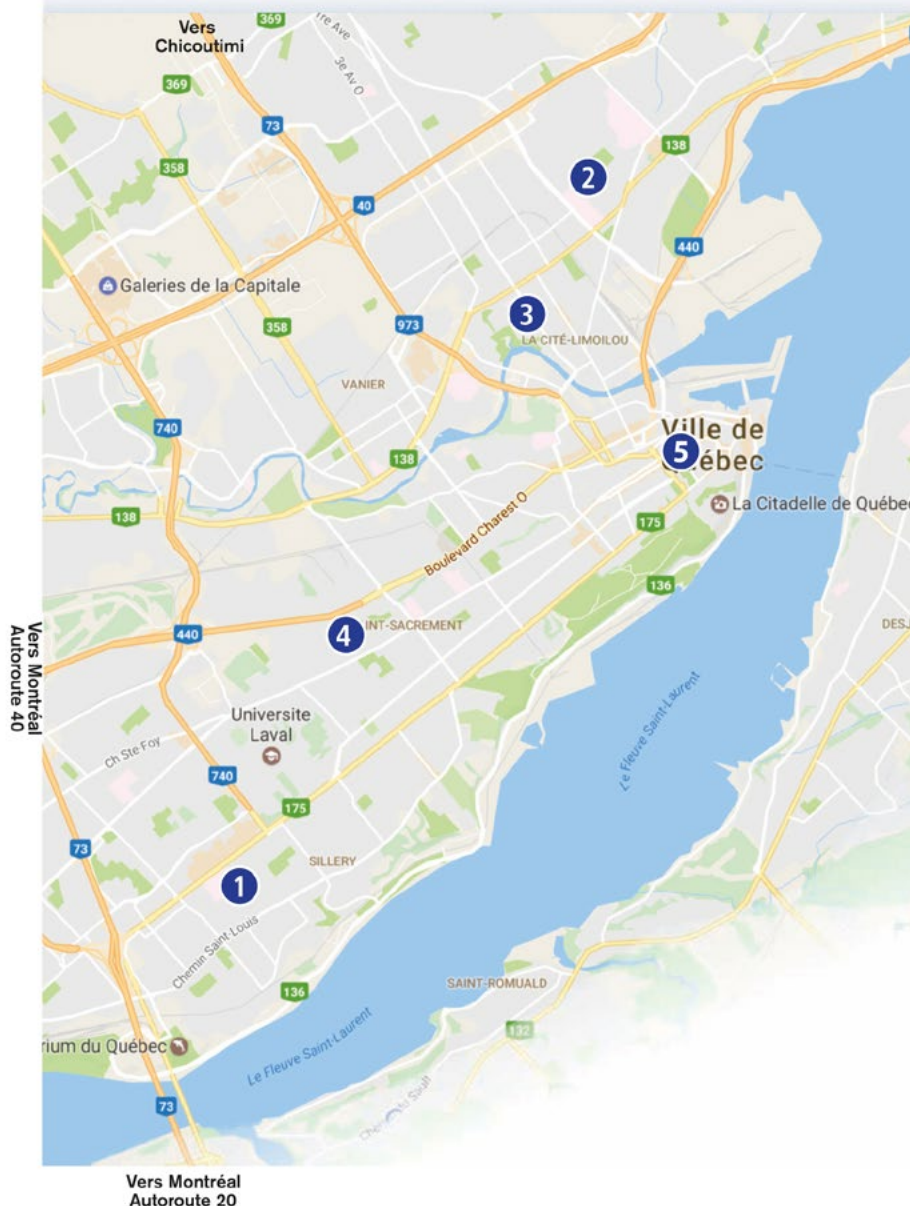 369
Vers
Chicoutimi
3e Av O
369
73
138
358
2
40
440
Galeries de la Capitale
3
358
973
LA CITÉ-LIMOILOU
VANIER
740
Ville de
Québec
5
138
138
La Citadelle de Québec
175
Boulevard Charest O
136
440
4
INT-SACREMENT
DESJ
Vers Montréal
Autoroute 40
Universite
Laval
Le Fleuve Saint-Laurent
Ch Ste Foy
740
175
73
SILLERY
1
Chemin Saint-Louis
136
SAINT-ROMUALD
132
rium du Québec
Le Fleuve Saint-Laurent
73
Vers Montréal
Autoroute 20